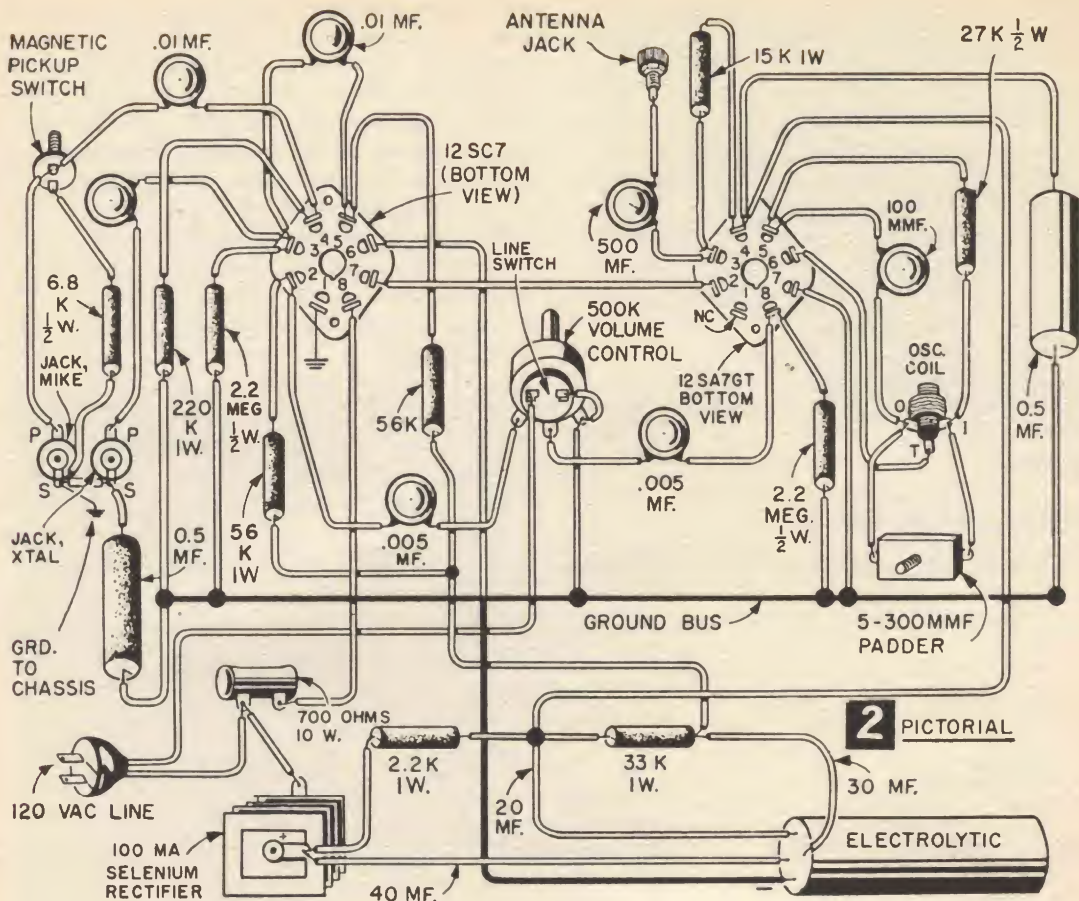 MAGNETIC
PICKUP
SWITCH
.01 MF.
.01 MF.
ANTENNA
JACK
15 K 1W
27K 1/2 W
12 SC7
(BOTTOM
VIEW)
LINE
SWITCH
500
MF.
100
MMF.
4 5
3 6
2 7
1 8
4 5
3 6
2 7
1 8
NC
500K
VOLUME
CONTROL
12SA7GT
BOTTOM
VIEW
OSC.
COIL
O
I
T
0.5
MF.
6.8
K
1/2 W.
JACK,
MIKE
P
P
S
S
220
K
1W.
2.2
MEG
1/2 W.
56K
56
K
1W
.005
MF.
.005
MF.
2.2
MEG.
1/2 W.
JACK,
XTAL
0.5
MF.
GROUND BUS
5-300MMF
PADDER
GRD.
TO
CHASSIS
700 OHMS
10 W.
2.2K
1W.
33 K
1W.
2 PICTORIAL
30 MF.
20
MF.
120 VAC LINE
100 MA
SELENIUM
RECTIFIER
+
40 MF.
ELECTROLYTIC
–